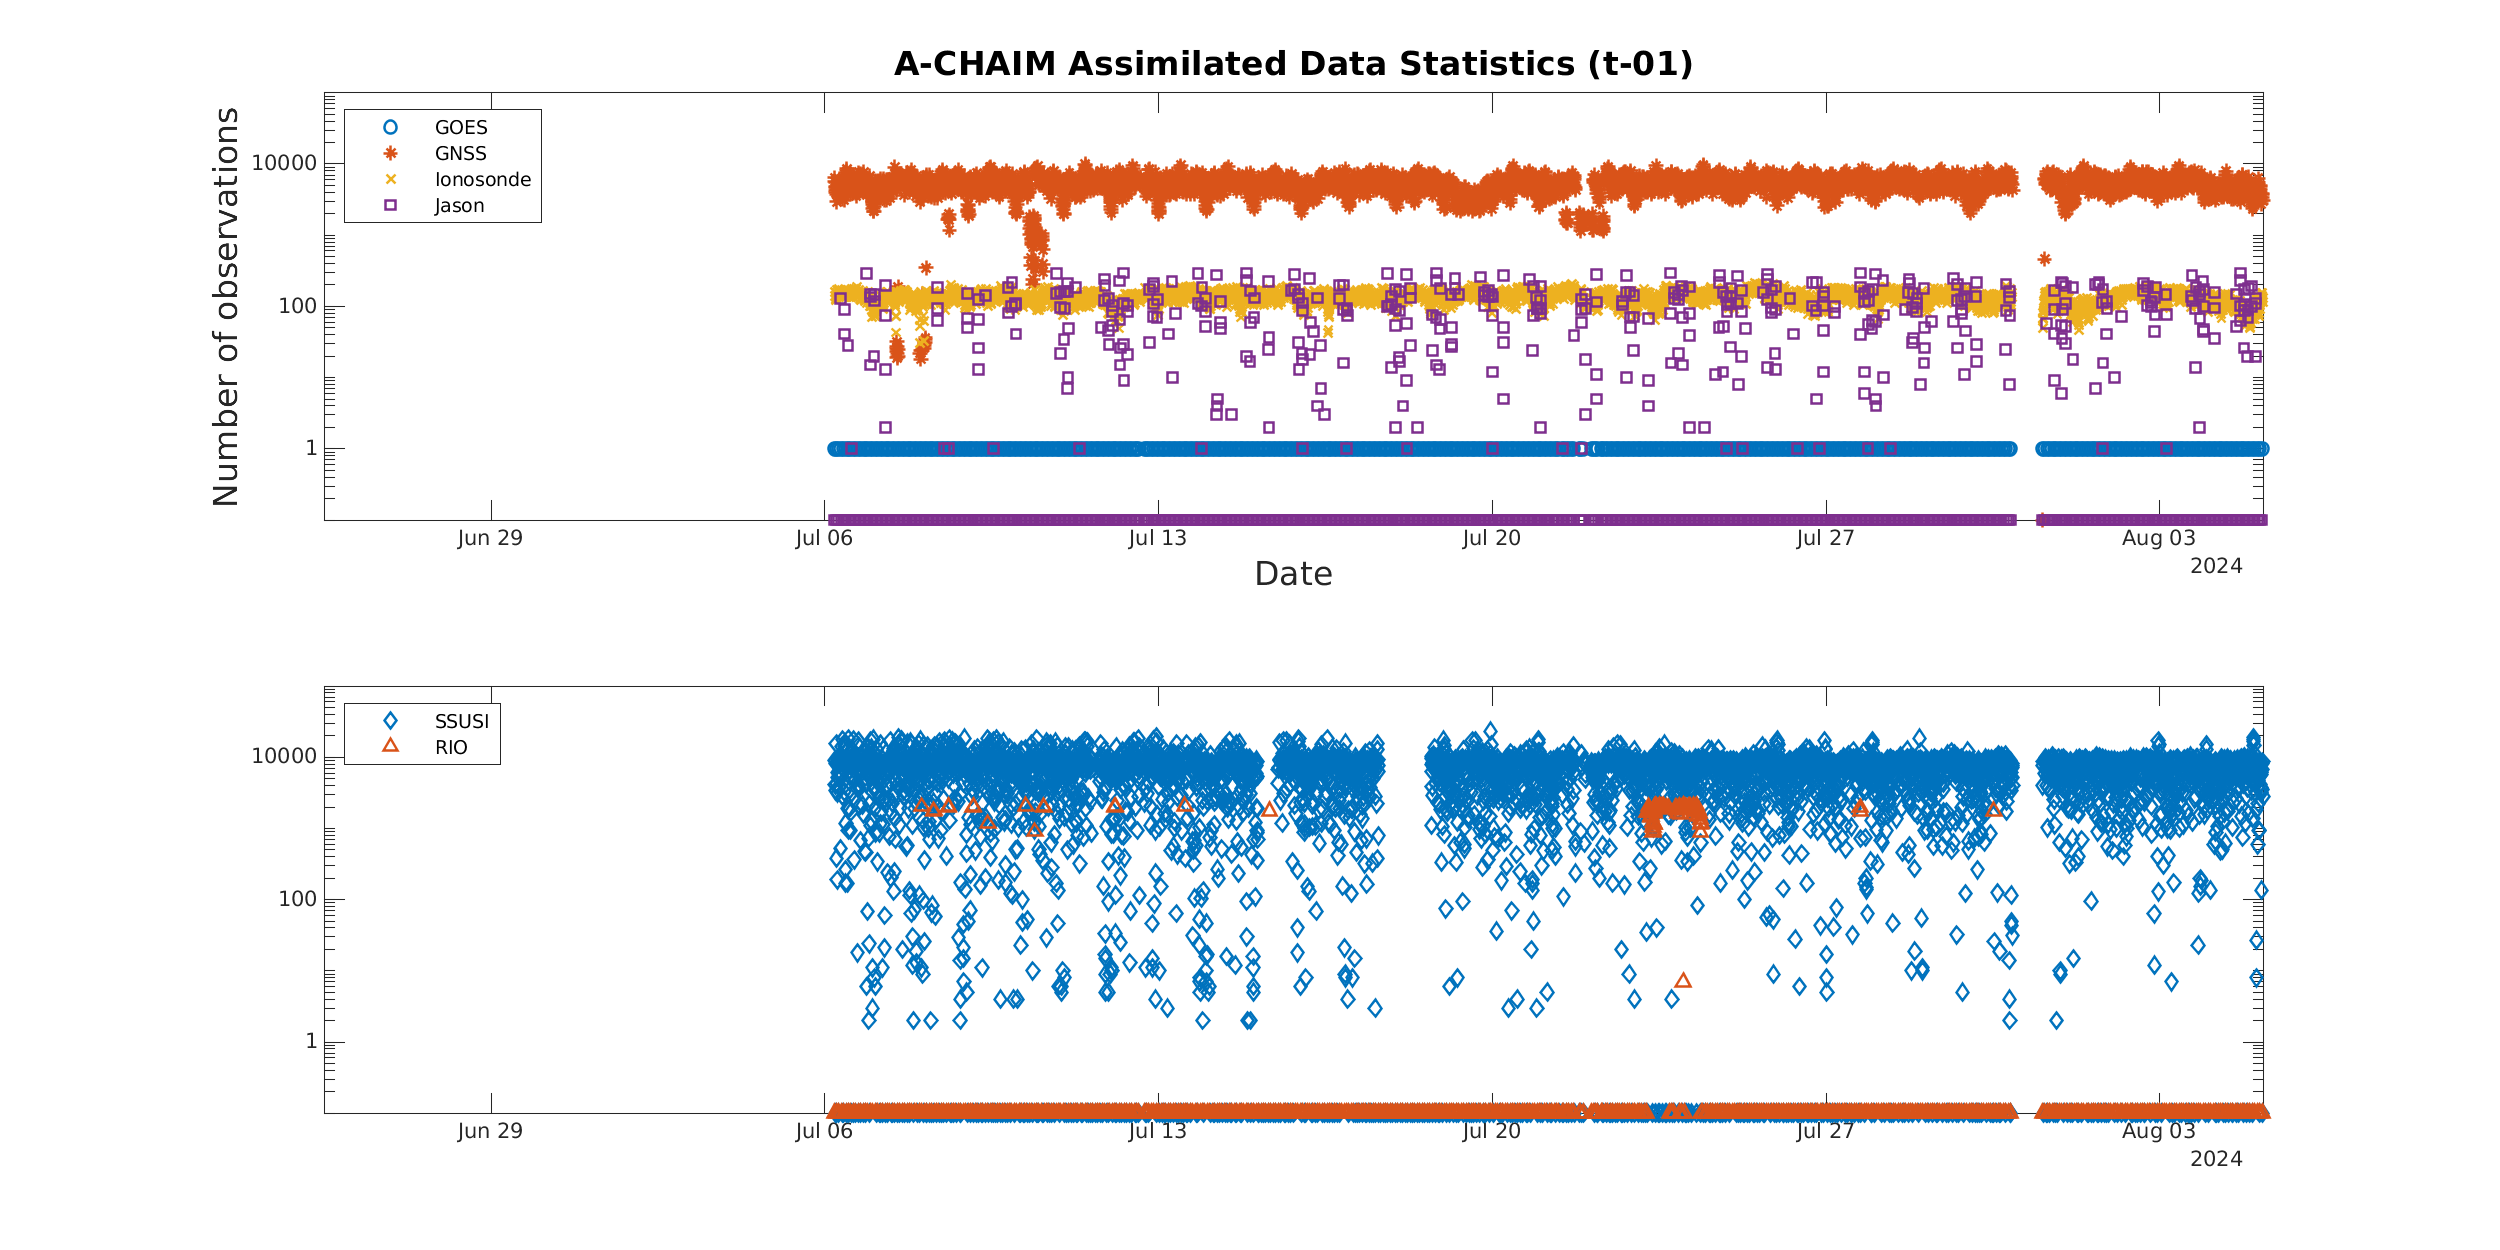 A-CHAIM Assimilated Data Statistics (t-01)
Number of observations
GOES
GNSS
Ionosonde
Jason
10000
100
1
Jun 29
Jul 06
Jul 13
Jul 20
Jul 27
Aug 03
2024
Date
SSUSI
RIO
10000
100
1
Jun 29
Jul 06
Jul 13
Jul 20
Jul 27
Aug 03
2024